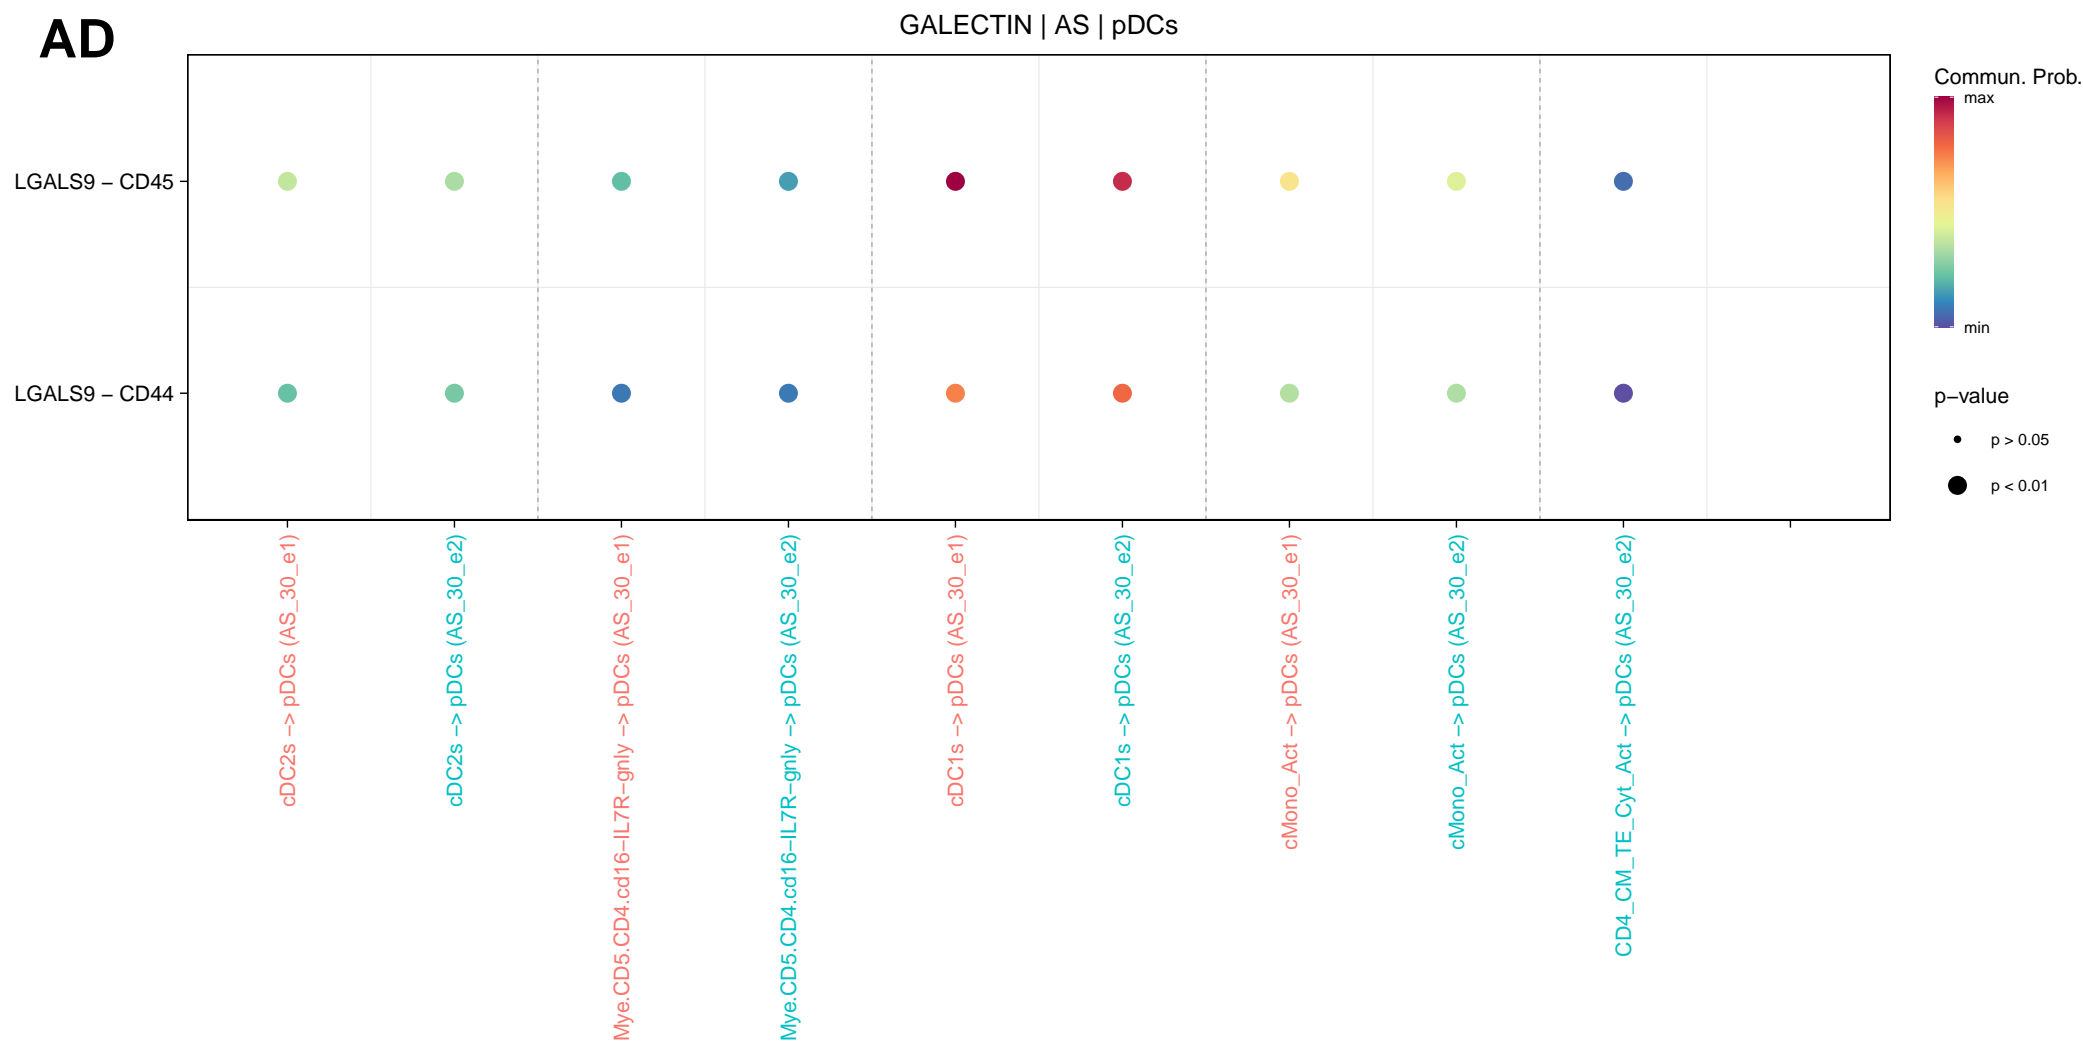 AD
GALECTIN | AS | pDCs
LGALS9 − CD45
LGALS9 − CD44
cDC2s −> pDCs (AS_30_e1)
cDC2s −> pDCs (AS_30_e2)
Mye.CD5.CD4.cd16−IL7R−gnly −> pDCs (AS_30_e1)
Mye.CD5.CD4.cd16−IL7R−gnly −> pDCs (AS_30_e2)
cDC1s −> pDCs (AS_30_e1)
cDC1s −> pDCs (AS_30_e2)
cMono_Act −> pDCs (AS_30_e1)
cMono_Act −> pDCs (AS_30_e2)
CD4_CM_TE_Cyt_Act −> pDCs (AS_30_e2)
Commun. Prob.
max
min
p−value
p > 0.05
p < 0.01